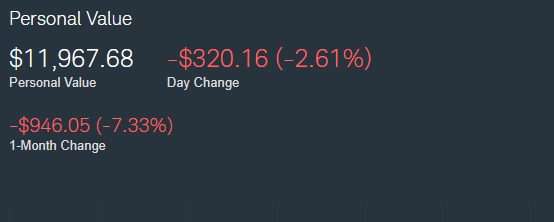 Personal Value
$11,967.68 -$320.16 (-2.61%)
Personal Value Day Change
-$946.05 (-7.33%)
1-Month Change